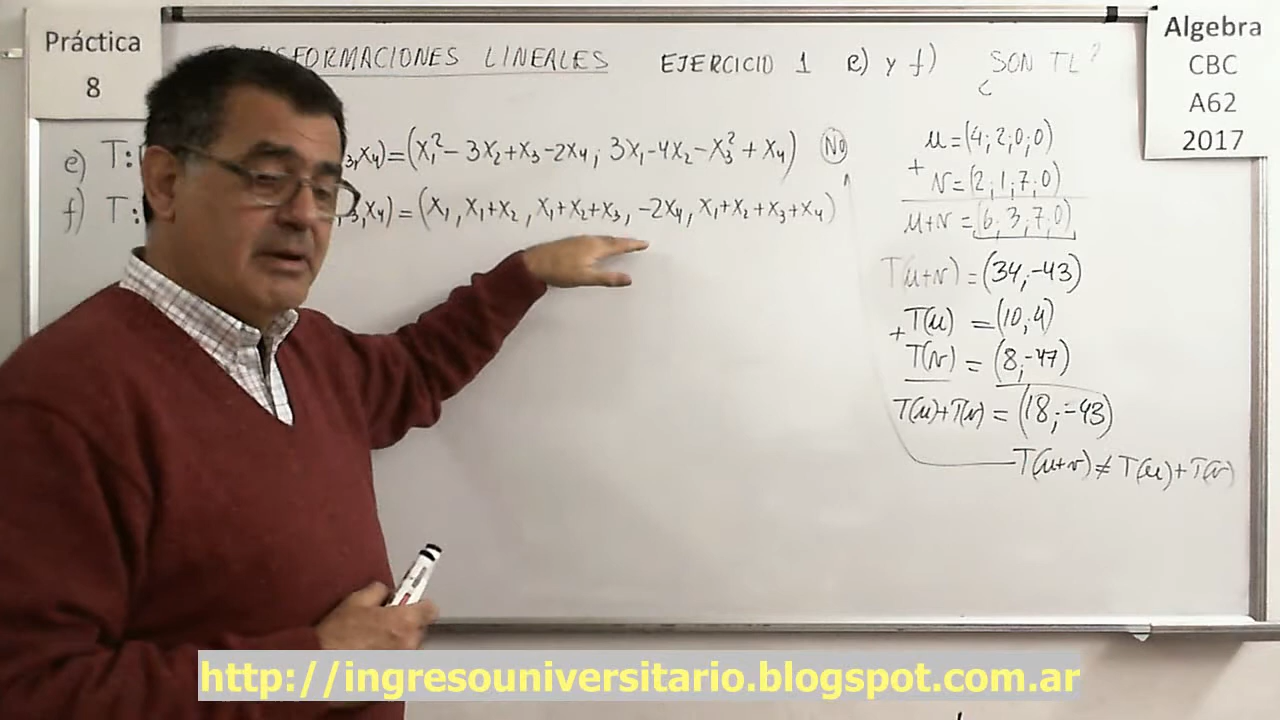 Práctica
8
FORMACIONES LINEALES EJERCICIO 1 e) y f) ¿SON TL?
Algebra
CBC
A62
2017
e) T: 3,X₄)=(X₁²-3X₂+X₃-2X₄; 3X₁-4X₂-X₃²+X₄) No
f) T: 3,X₄)=(X₁,X₁+X₂,X₁+X₂+X₃,-2X₄,X₁+X₂+X₃+X₄)
u=(4;2;0;0)
+ v=(2;1;7;0)
u+v=(6;3;7;0)
T(u+v)=(34;-43)
+ T(u)=(10;4)
T(v)=(8;-47)
T(u)+T(v)=(18;-43)
T(u+v)≠T(u)+T(v)
http://ingresouniversitario.blogspot.com.ar